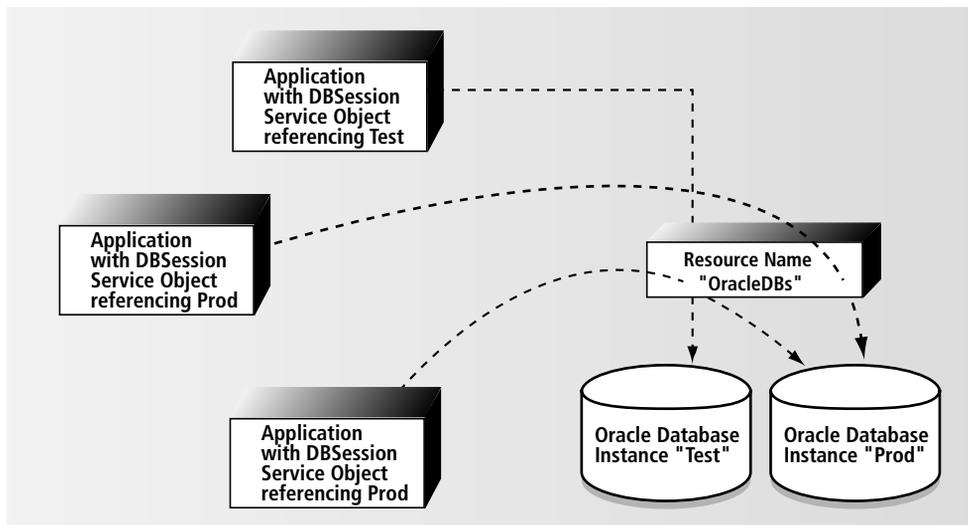 Application
with DBSession
Service Object
referencing Test
Application
with DBSession
Service Object
referencing Prod
Resource Name
"OracleDBs"
Application
with DBSession
Service Object
referencing Prod
Oracle Database
Instance "Test"
Oracle Database
Instance "Prod"